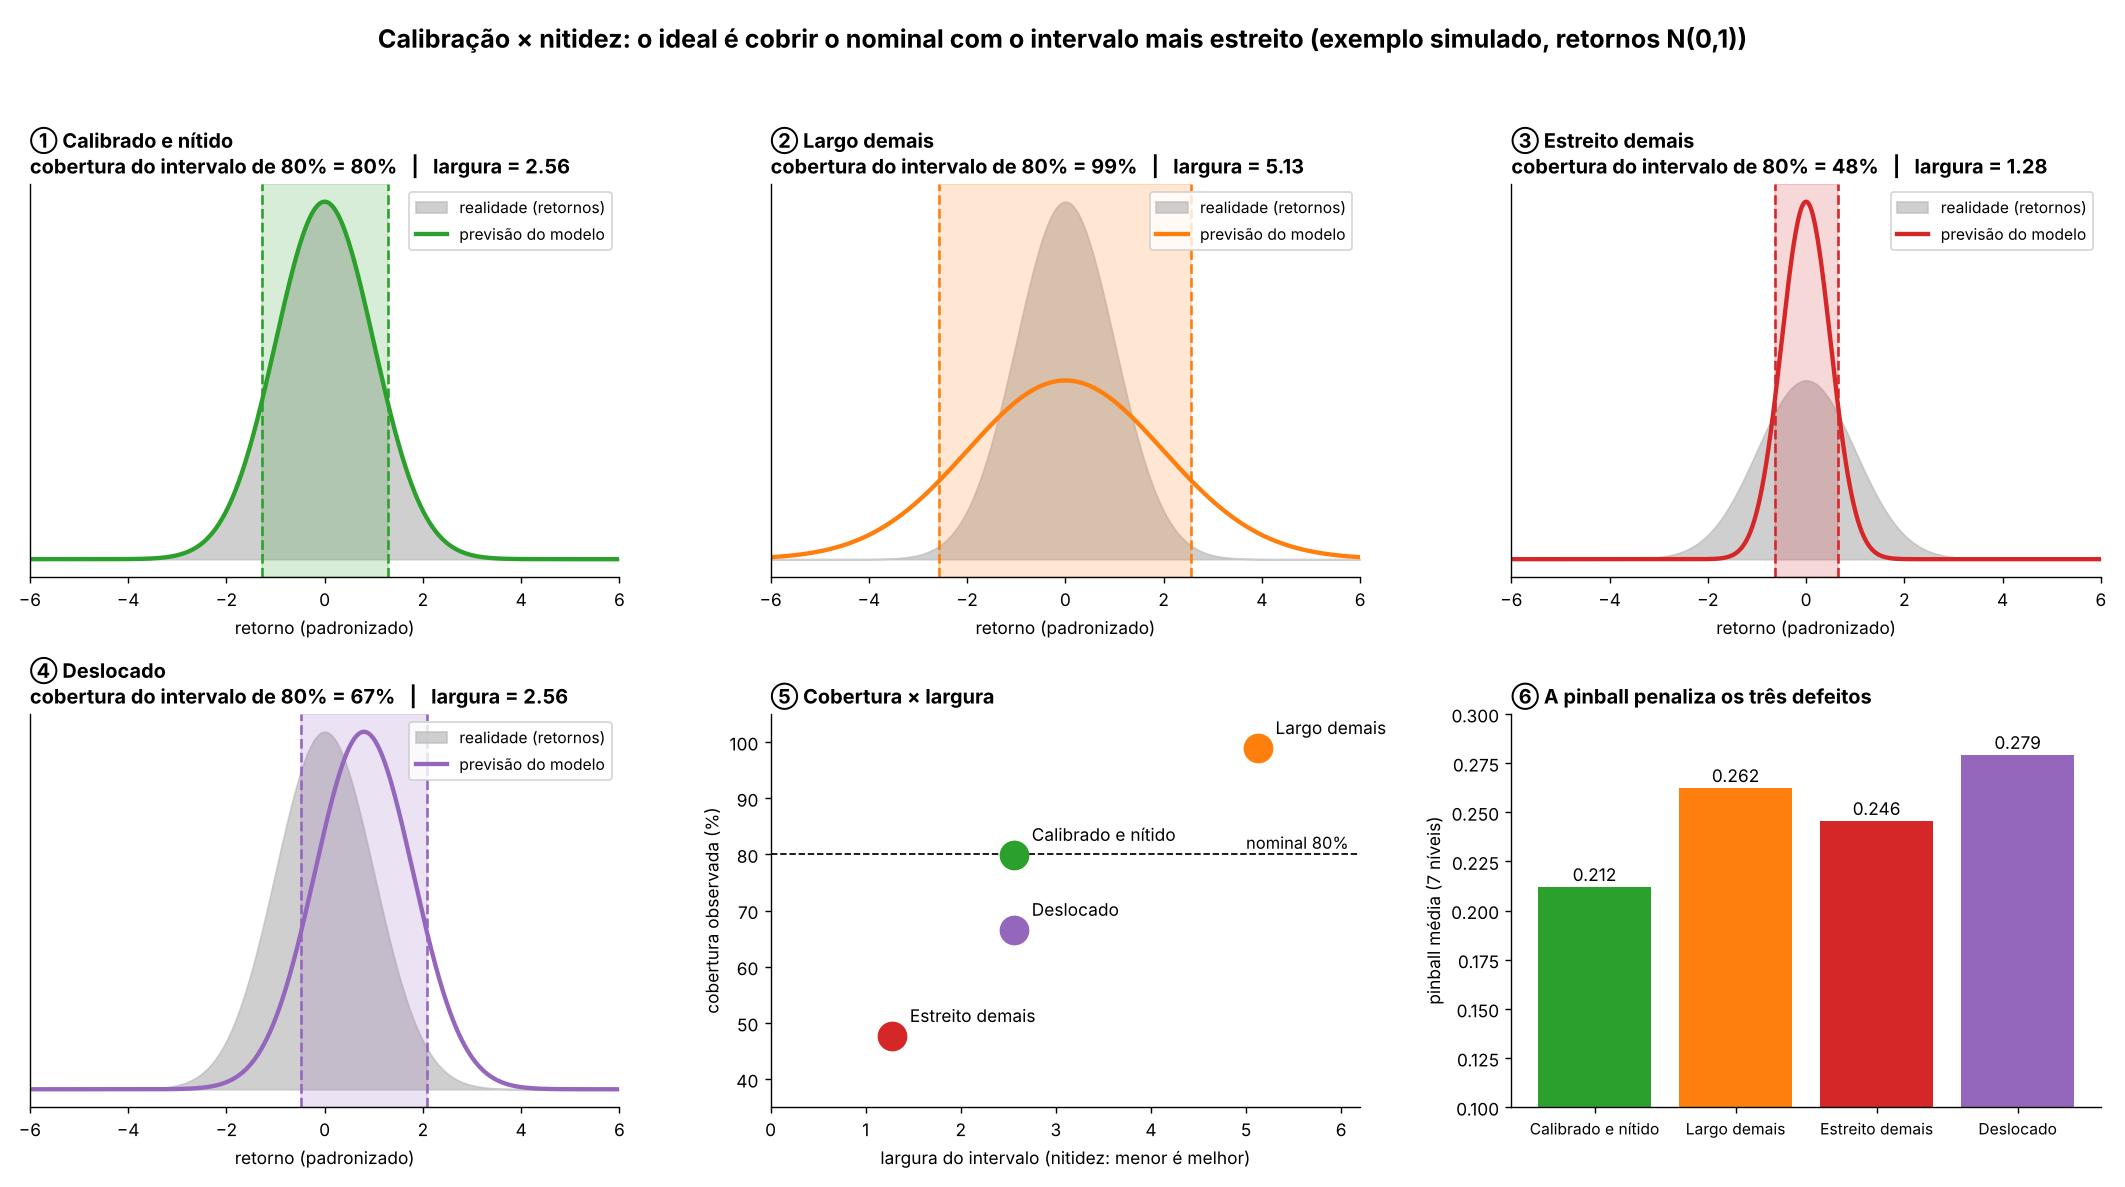 Calibração × nitidez: o ideal é cobrir o nominal com o intervalo mais estreito (exemplo simulado, retornos N(0,1))
① Calibrado e nítido
cobertura do intervalo de 80% = 80% | largura = 2.56
realidade (retornos)
previsão do modelo
−6 −4 −2 0 2 4 6
retorno (padronizado)
② Largo demais
cobertura do intervalo de 80% = 99% | largura = 5.13
realidade (retornos)
previsão do modelo
−6 −4 −2 0 2 4 6
retorno (padronizado)
③ Estreito demais
cobertura do intervalo de 80% = 48% | largura = 1.28
realidade (retornos)
previsão do modelo
−6 −4 −2 0 2 4 6
retorno (padronizado)
④ Deslocado
cobertura do intervalo de 80% = 67% | largura = 2.56
realidade (retornos)
previsão do modelo
−6 −4 −2 0 2 4 6
retorno (padronizado)
⑤ Cobertura × largura
cobertura observada (%)
100
90
80
70
60
50
40
Largo demais
Calibrado e nítido
nominal 80%
Deslocado
Estreito demais
0 1 2 3 4 5 6
largura do intervalo (nitidez: menor é melhor)
⑥ A pinball penaliza os três defeitos
pinball média (7 níveis)
0.300
0.275
0.250
0.225
0.200
0.175
0.150
0.125
0.100
0.212
0.262
0.246
0.279
Calibrado e nítido
Largo demais
Estreito demais
Deslocado